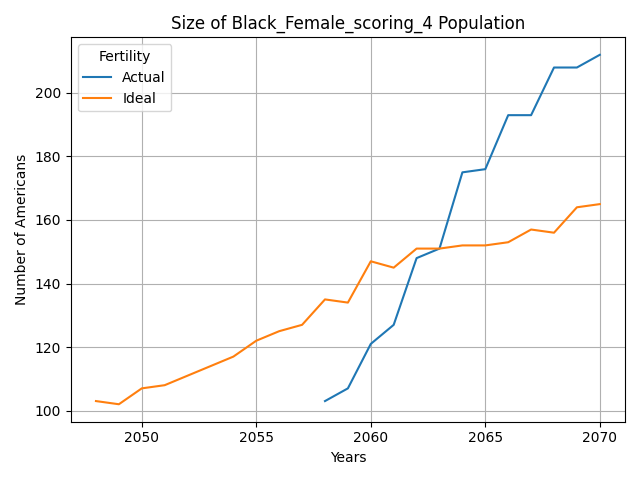 Size of Black_Female_scoring_4 Population
Fertility
Actual
Ideal
Number of Americans
200
180
160
140
120
100
2050
2055
2060
2065
2070
Years